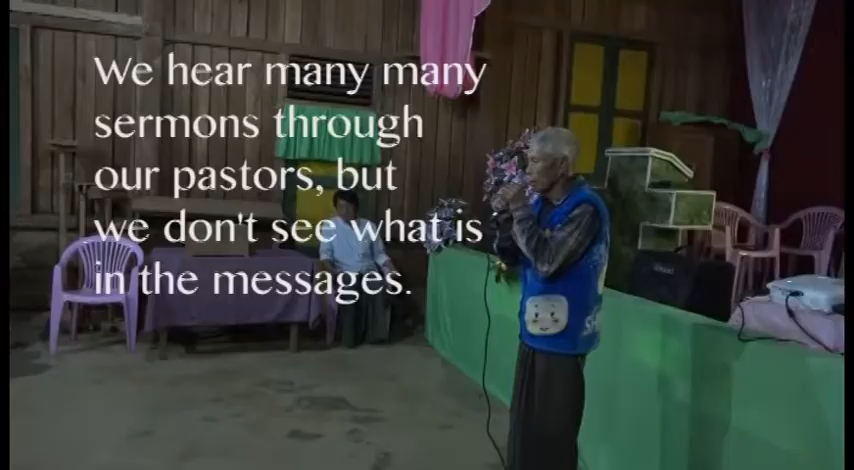 We hear many many
sermons through
our pastors, but
we don't see what is
in the messages.